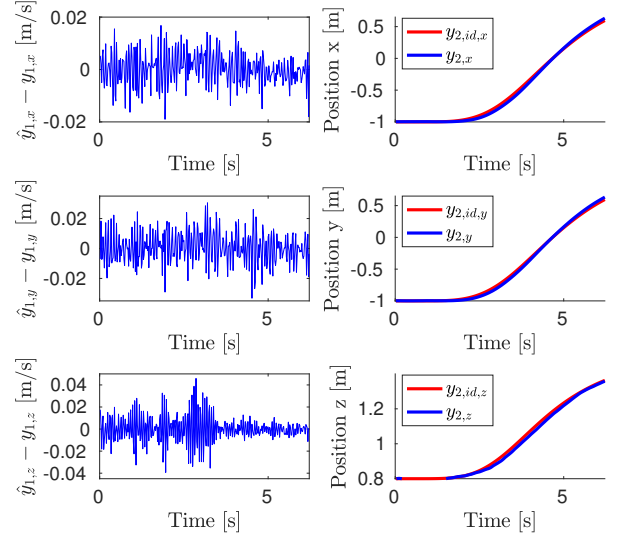 ŷ₁,ₓ − y₁,ₓ [m/s]
0.02
0
-0.02
0
5
Time [s]
Position x [m]
0.5
0
-0.5
-1
y₂,id,x
y₂,x
0
5
Time [s]
ŷ₁,y − y₁,y [m/s]
0.02
0
-0.02
0
5
Time [s]
Position y [m]
0.5
0
-0.5
-1
y₂,id,y
y₂,y
0
5
Time [s]
ŷ₁,z − y₁,z [m/s]
0.04
0.02
0
-0.02
-0.04
0
5
Time [s]
Position z [m]
1.2
1
0.8
y₂,id,z
y₂,z
0
5
Time [s]